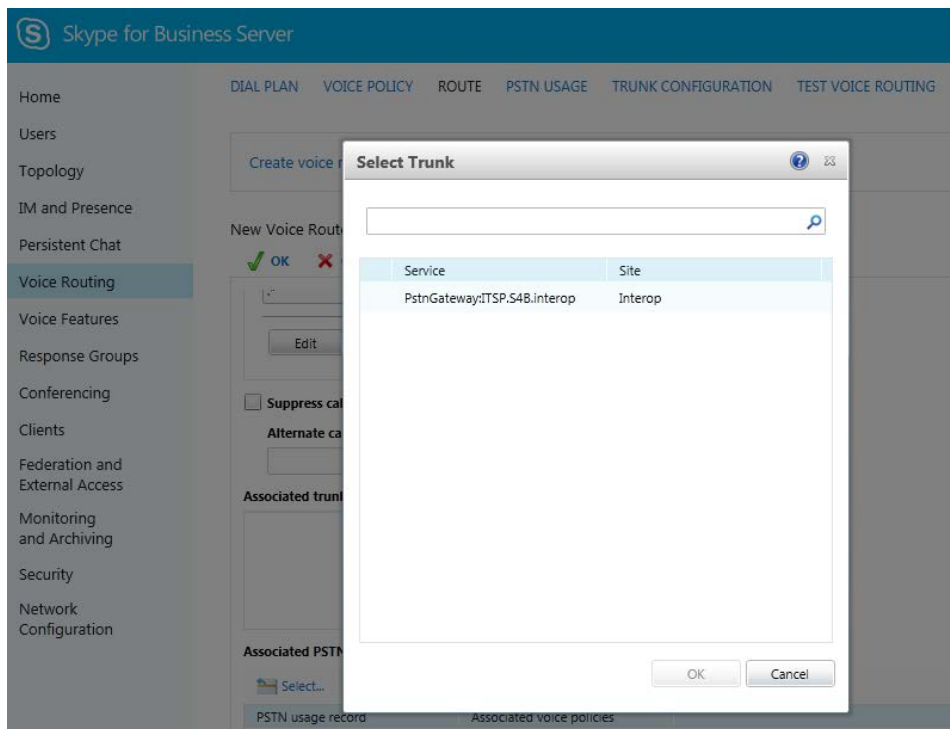 Skype for Business Server
Home
Users
Topology
IM and Presence
Persistent Chat
Voice Routing
Voice Features
Response Groups
Conferencing
Clients
Federation and
External Access
Monitoring
and Archiving
Security
Network
Configuration
DIAL PLAN VOICE POLICY ROUTE PSTN USAGE TRUNK CONFIGURATION TEST VOICE ROUTING
Create voice r
New Voice Rout
OK
Edit
Suppress cal
Alternate ca
Associated trunk
Associated PSTN
Select...
PSTN usage record Associated voice policies
Select Trunk
Service Site
PstnGateway:ITSP.S4B.interop Interop
OK Cancel